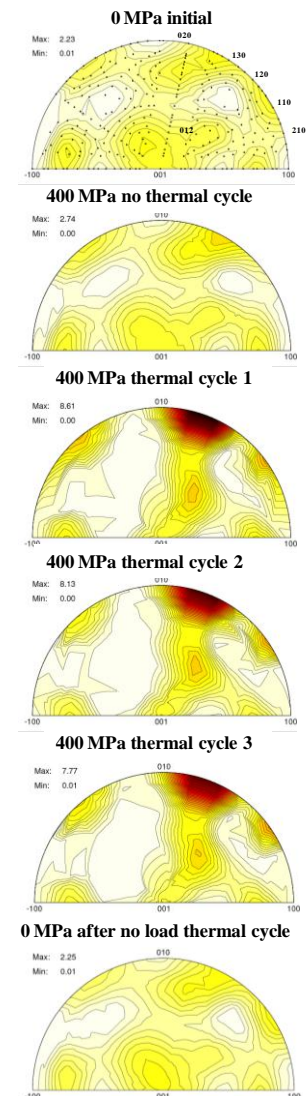 0 MPa initial
Max: 2.23
Min: 0.01
020
130
120
110
210
012
-100
100
400 MPa no thermal cycle
Max: 2.74
Min: 0.00
010
-100
001
100
400 MPa thermal cycle 1
Max: 8.61
Min: 0.00
010
-100
001
100
400 MPa thermal cycle 2
Max: 8.13
Min: 0.00
010
-100
001
100
400 MPa thermal cycle 3
Max: 7.77
Min: 0.01
010
-100
001
100
0 MPa after no load thermal cycle
Max: 2.25
Min: 0.01
010
-100
001
100